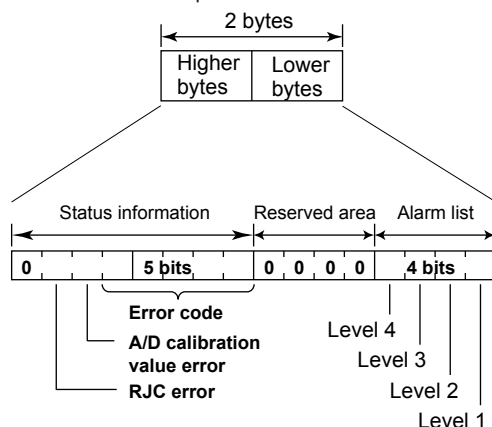 2 bytes
Higher bytes
Lower bytes
Status information
Reserved area
Alarm list
0
5 bits
0 0 0 0
4 bits
Error code
A/D calibration
value error
RJC error
Level 4
Level 3
Level 2
Level 1